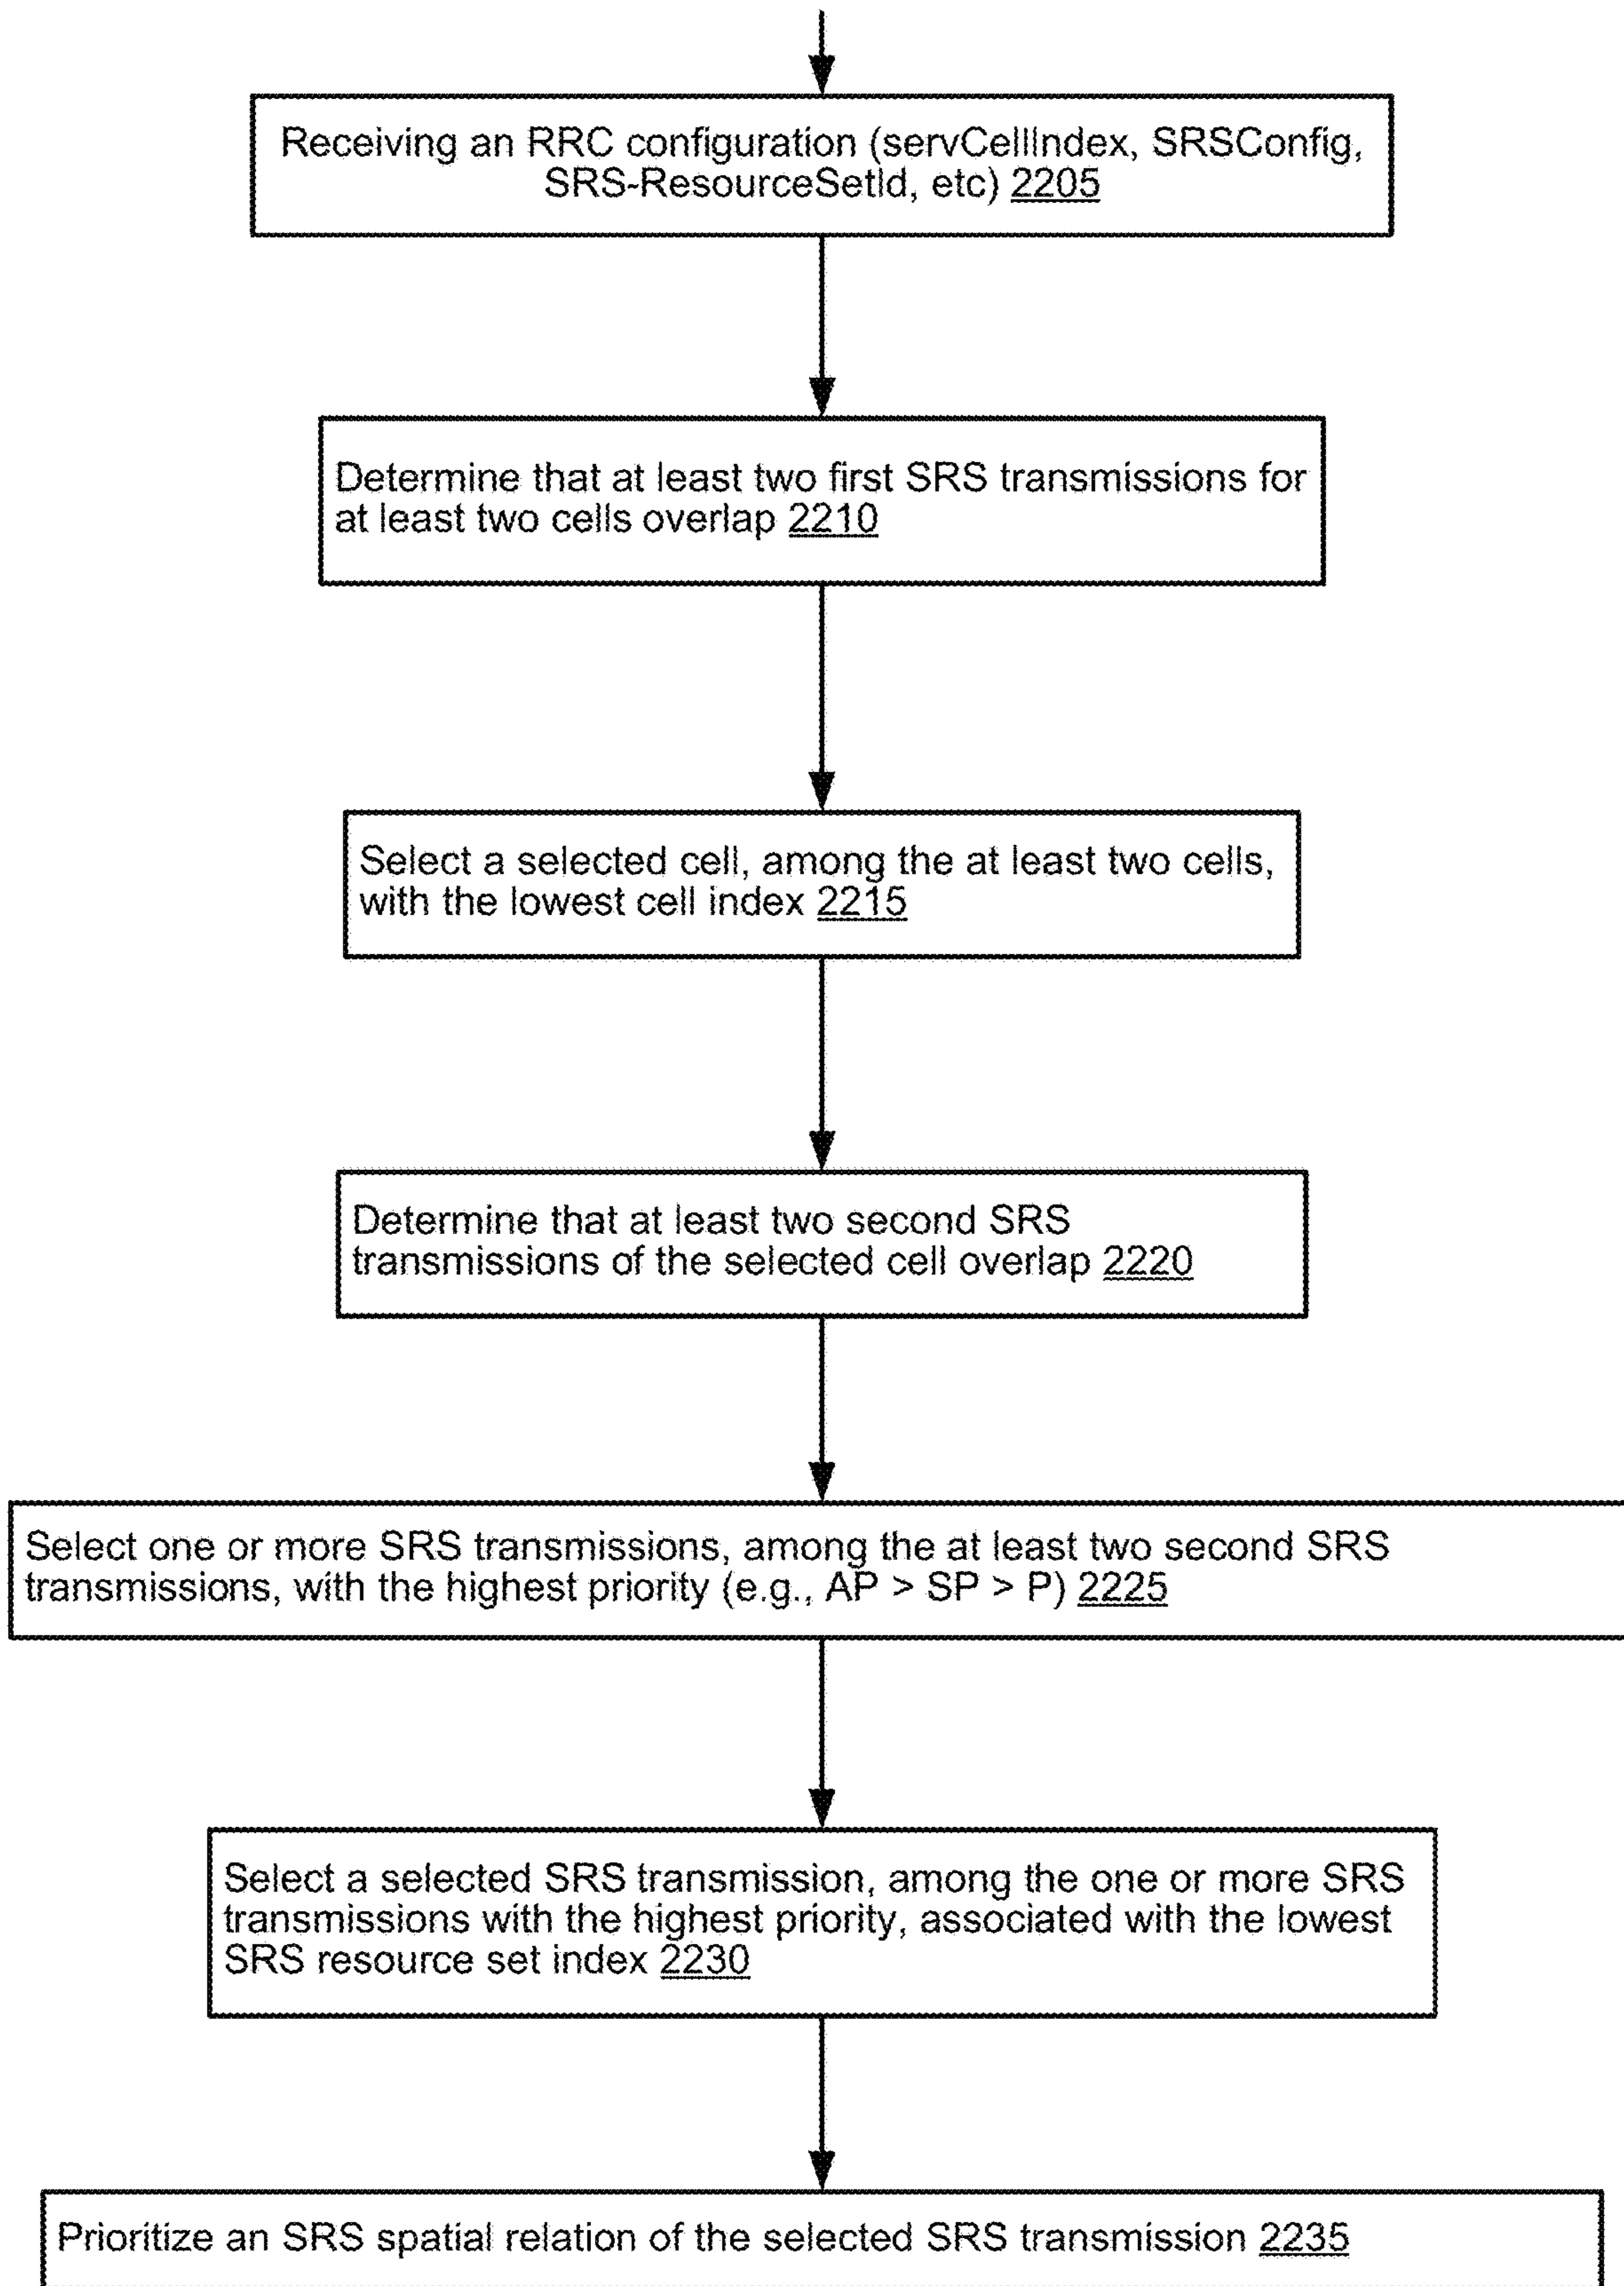 Receiving an RRC configuration (servCellIndex, SRSConfig,
SRS-ResourceSetId, etc) 2205
Determine that at least two first SRS transmissions for
at least two cells overlap 2210
Select a selected cell, among the at least two cells,
with the lowest cell index 2215
Determine that at least two second SRS
transmissions of the selected cell overlap 2220
Select one or more SRS transmissions, among the at least two second SRS
transmissions, with the highest priority (e.g., AP > SP > P) 2225
Select a selected SRS transmission, among the one or more SRS
transmissions with the highest priority, associated with the lowest
SRS resource set index 2230
Prioritize an SRS spatial relation of the selected SRS transmission 2235